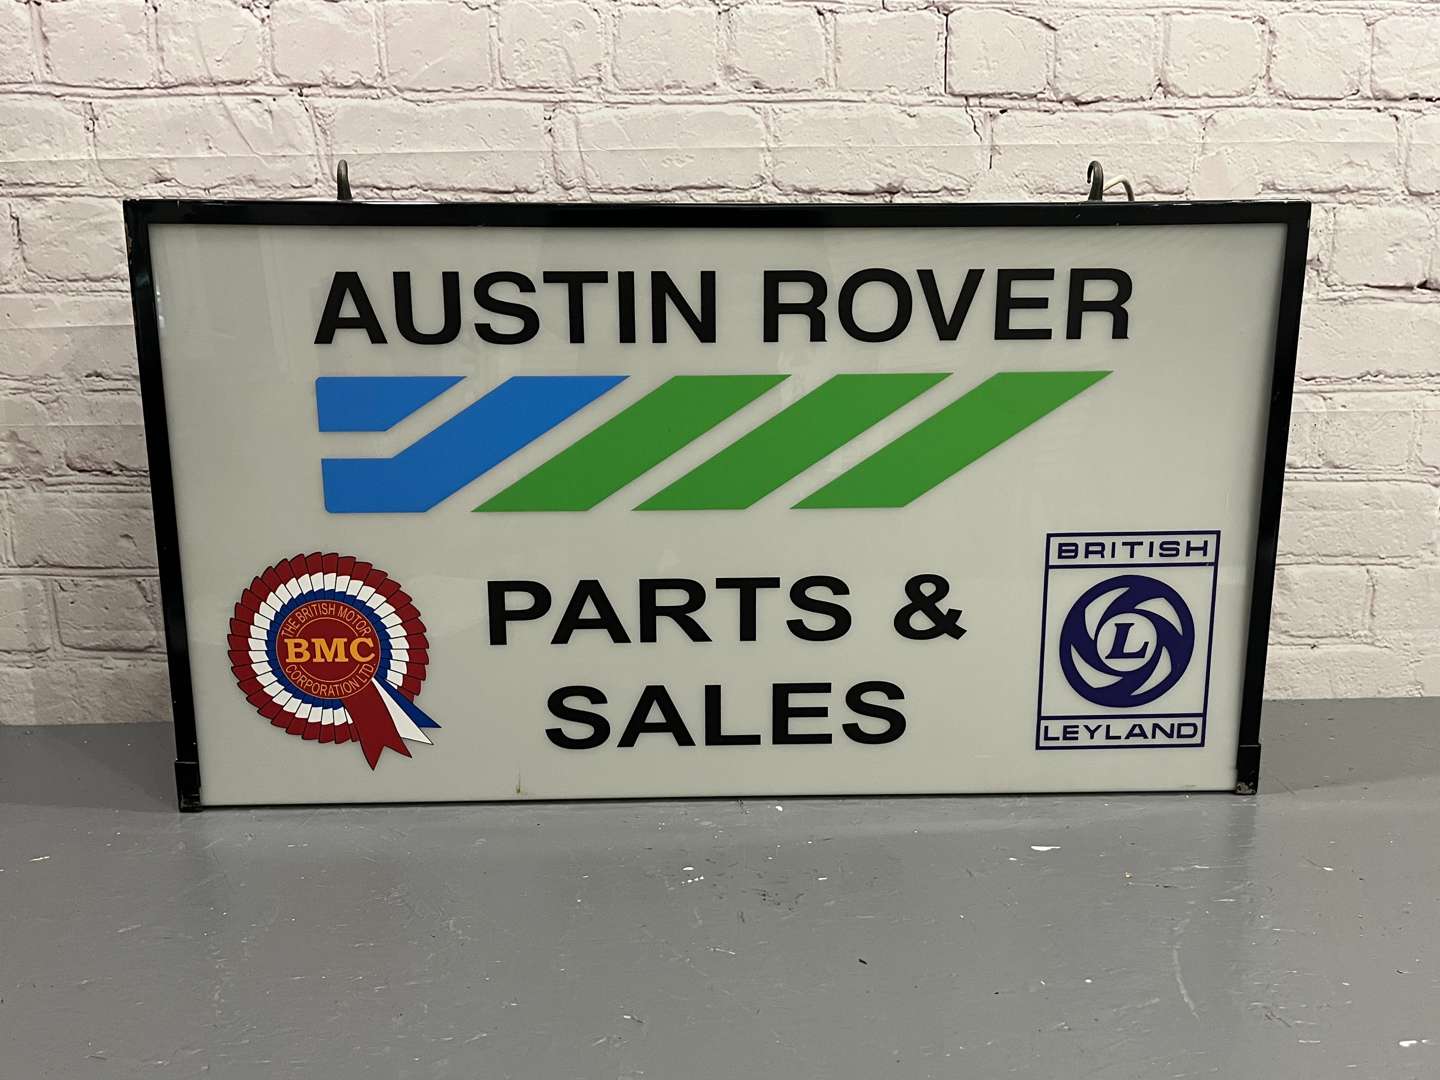 AUSTIN ROVER
PARTS &
SALES
THE BRITISH MOTOR
BMC
CORPORATION LTD.
BRITISH
L
LEYLAND